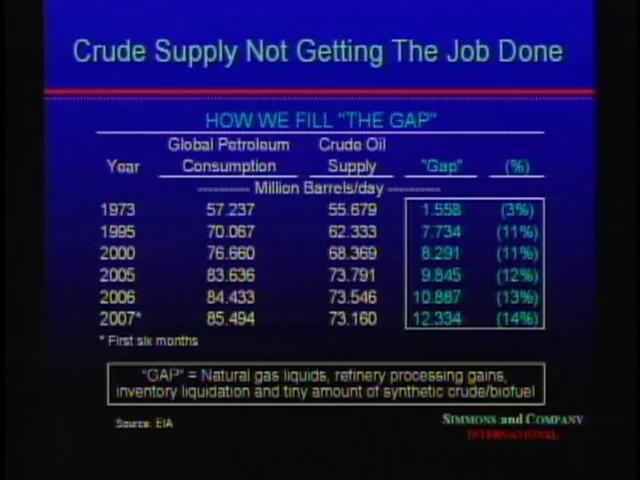 Crude Supply Not Getting The Job Done
HOW WE FILL "THE GAP"
Global Petroleum Crude Oil
Year Consumption Supply "Gap" (%)
---------- Million Barrels/day ----------
1973 57.237 55.679 1.558 (3%)
1995 70.067 62.333 7.734 (11%)
2000 76.660 68.369 8.291 (11%)
2005 83.636 73.791 9.845 (12%)
2006 84.433 73.546 10.887 (13%)
2007* 85.494 73.160 12.334 (14%)
* First six months
"GAP" = Natural gas liquids, refinery processing gains,
inventory liquidation and tiny amount of synthetic crude/biofuel
Source: EIA
SIMMONS and COMPANY
INTERNATIONAL